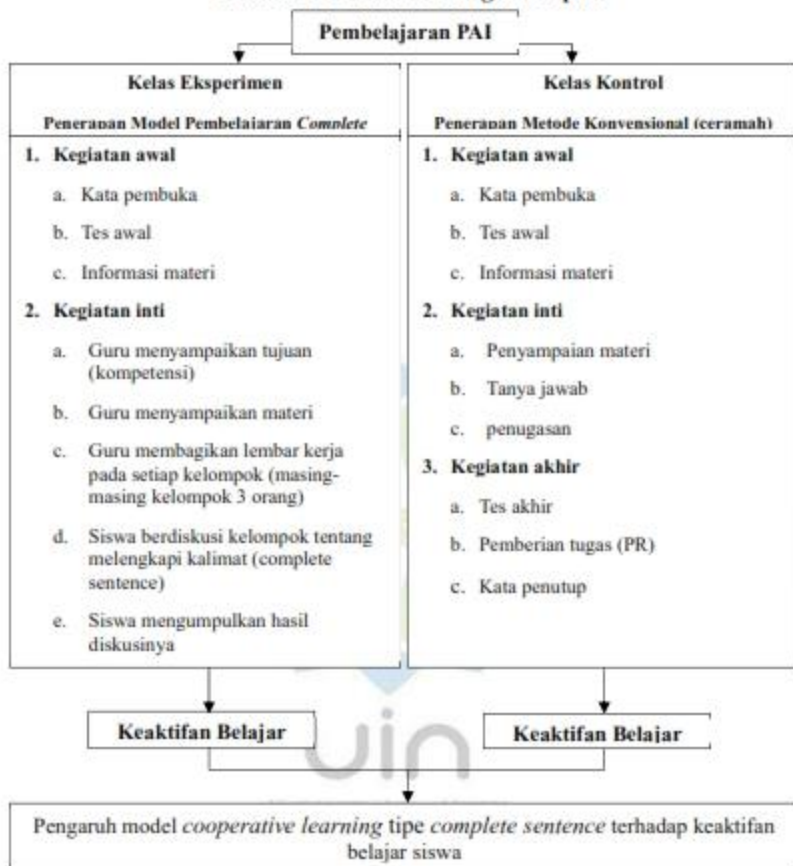 Pembelajaran PAI
Kelas Eksperimen
Penerapan Model Pembelajaran Complete
1. Kegiatan awal
a. Kata pembuka
b. Tes awal
c. Informasi materi
2. Kegiatan inti
a. Guru menyampaikan tujuan
(kompetensi)
b. Guru menyampaikan materi
c. Guru membagikan lembar kerja
pada setiap kelompok (masing-
masing kelompok 3 orang)
d. Siswa berdiskusi kelompok tentang
melengkapi kalimat (complete
sentence)
e. Siswa mengumpulkan hasil
diskusinya
Kelas Kontrol
Penerapan Metode Konvensional (ceramah)
1. Kegiatan awal
a. Kata pembuka
b. Tes awal
c. Informasi materi
2. Kegiatan inti
a. Penyampaian materi
b. Tanya jawab
c. penugasan
3. Kegiatan akhir
a. Tes akhir
b. Pemberian tugas (PR)
c. Kata penutup
Keaktifan Belajar
Keaktifan Belajar
uin
Pengaruh model cooperative learning tipe complete sentence terhadap keaktifan
belajar siswa